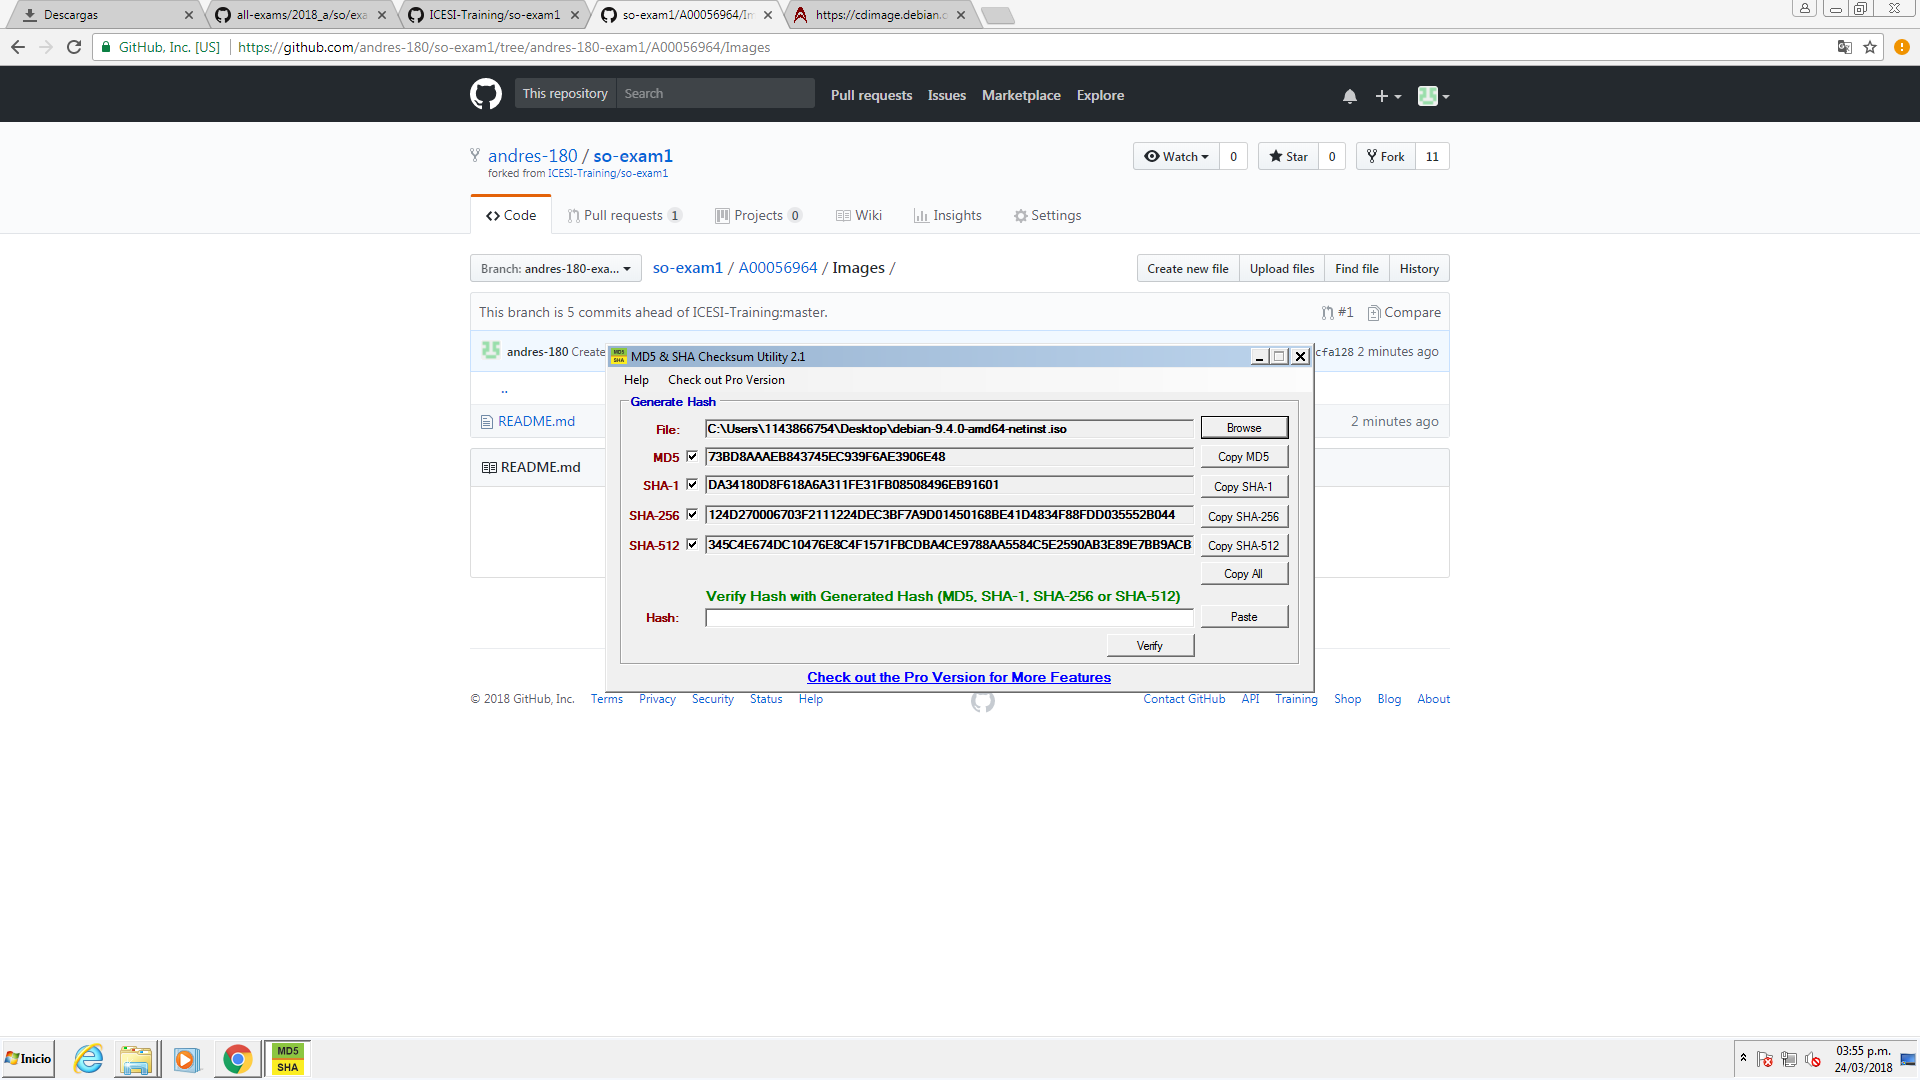 Descargas
all-exams/2018_a/so/exa
ICESI-Training/so-exam1
so-exam1/A00056964/Im
https://cdimage.debian.c
GitHub, Inc. [US]
https://github.com/andres-180/so-exam1/tree/andres-180-exam1/A00056964/Images
This repository
Search
Pull requests
Issues
Marketplace
Explore
andres-180 / so-exam1
forked from ICESI-Training/so-exam1
Watch 0
Star 0
Fork 11
Code
Pull requests 1
Projects 0
Wiki
Insights
Settings
Branch: andres-180-exa...
so-exam1 / A00056964 / Images /
Create new file
Upload files
Find file
History
This branch is 5 commits ahead of ICESI-Training:master.
#1
Compare
andres-180 Create
cfa128 2 minutes ago
..
README.md
2 minutes ago
README.md
MD5 & SHA Checksum Utility 2.1
Help
Check out Pro Version
Generate Hash
File:
C:\Users\1143866754\Desktop\debian-9.4.0-amd64-netinst.iso
Browse
MD5
73BD8AAAEB843745EC939F6AE3906E48
Copy MD5
SHA-1
DA34180D8F618A6A311FE31FB08508496EB91601
Copy SHA-1
SHA-256
124D270006703F2111224DEC3BF7A9D01450168BE41D4834F88FDD035552B044
Copy SHA-256
SHA-512
345C4E674DC10476E8C4F1571FBCDBA4CE9788AA5584C5E2590AB3E89E7BB9ACB
Copy SHA-512
Copy All
Verify Hash with Generated Hash (MD5, SHA-1, SHA-256 or SHA-512)
Hash:
Paste
Verify
Check out the Pro Version for More Features
© 2018 GitHub, Inc.
Terms
Privacy
Security
Status
Help
Contact GitHub
API
Training
Shop
Blog
About
Inicio
MD5
SHA
03:55 p.m.
24/03/2018